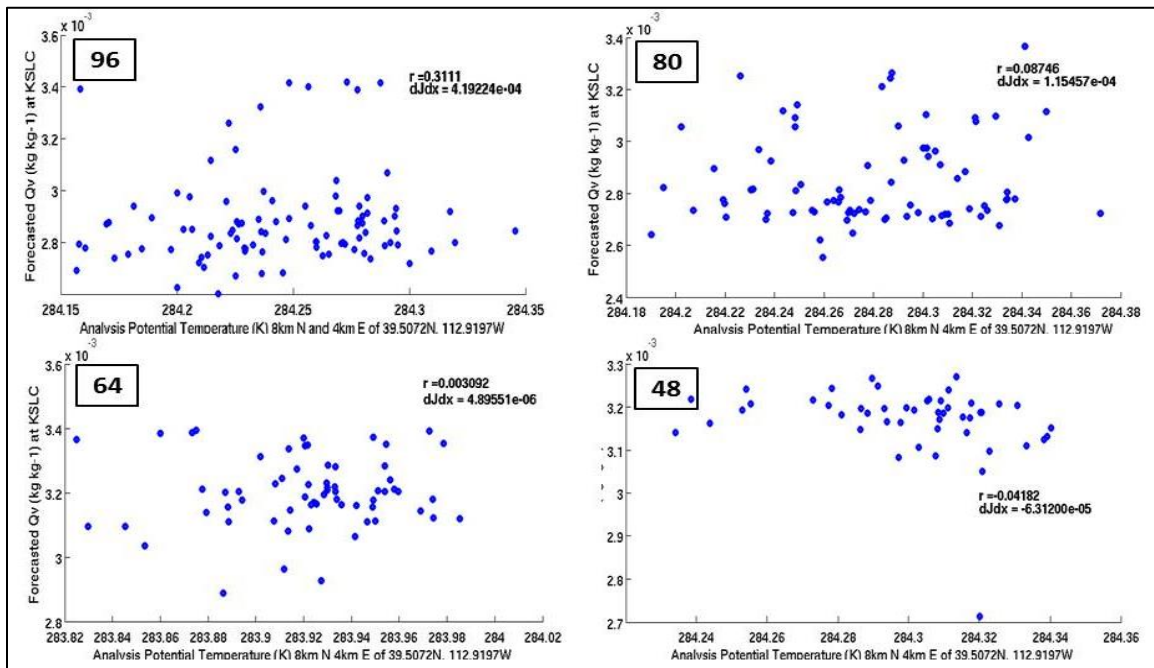 x 10 -3
3.6
96
r =0.3111
dJdx = 4.19224e-04
3.4
3.2
3
2.8
2.6
Forecasted Qv (kg kg-1) at KSLC
284.15 284.2 284.25 284.3 284.35
Analysis Potential Temperature (K) 8km N and 4km E of 39.5072N. 112.9197W
x 10 -3
3.4
80
r =0.08746
dJdx = 1.15457e-04
3.2
3
2.8
2.6
2.4
Forecasted Qv (kg kg-1) at KSLC
284.18 284.2 284.22 284.24 284.26 284.28 284.3 284.32 284.34 284.36 284.38
Analysis Potential Temperature (K) 8km N 4km E of 39.5072N. 112.9197W
x 10 -3
3.6
64
r =0.003092
dJdx = 4.89551e-06
3.4
3.2
3
2.8
Forecasted Qv (kg kg-1) at KSLC
283.82 283.84 283.86 283.88 283.9 283.92 283.94 283.96 283.98 284 284.02
Analysis Potential Temperature (K) 8km N 4km E of 39.5072N. 112.9197W
x 10 -3
3.3
48
3.2
3.1
3
r =-0.04182
dJdx = -6.31200e-05
2.9
2.8
2.7
284.24 284.26 284.28 284.3 284.32 284.34 284.36
Analysis Potential Temperature (K) 8km N 4km E of 39.5072N. 112.9197W